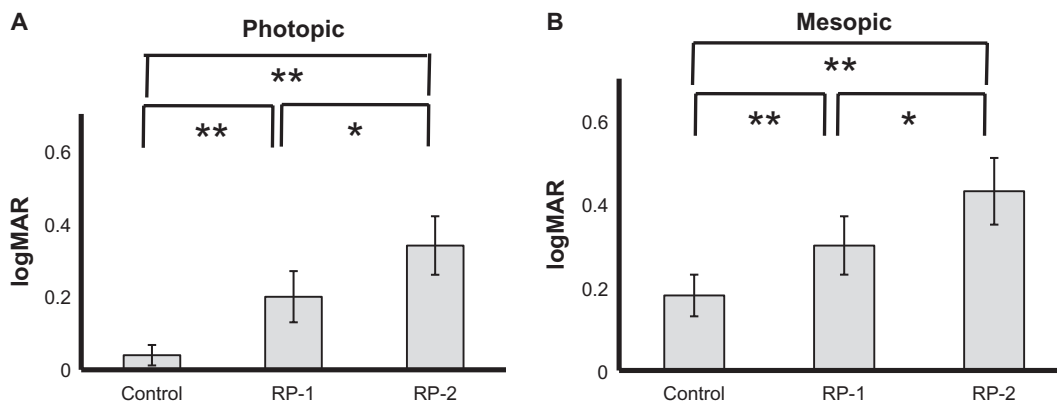 A
Photopic
**
**
*
0.6
0.4
0.2
0
logMAR
Control RP-1 RP-2
B
Mesopic
**
**
*
0.6
0.4
0.2
0
logMAR
Control RP-1 RP-2